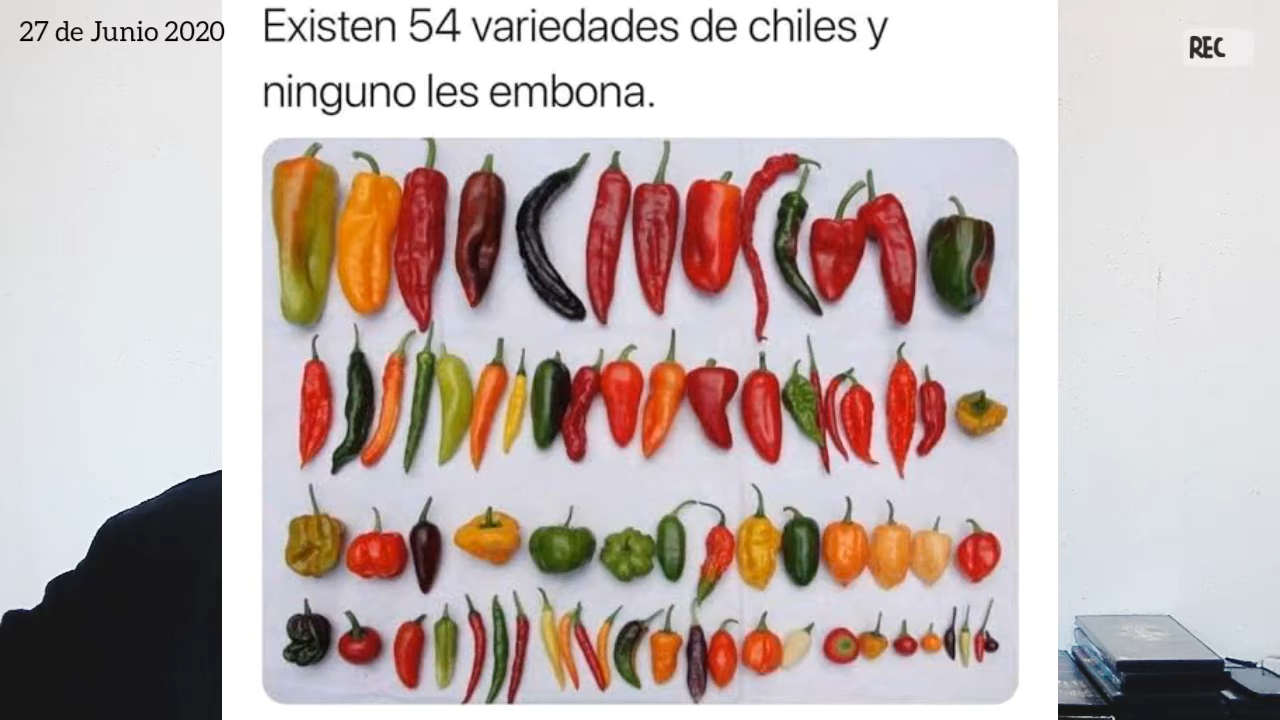 27 de Junio 2020
Existen 54 variedades de chiles y
ninguno les embona.
REC